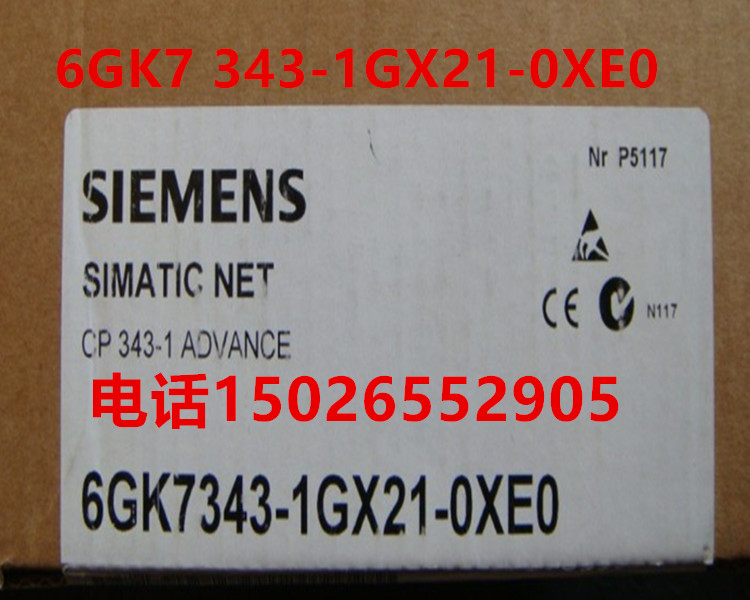 6GK7 343-1GX21-0XE0
Nr P5117
SIEMENS
SIMATIC NET
CE
N117
CP 343-1 ADVANCE
电话15026552905
6GK7343-1GX21-0XE0